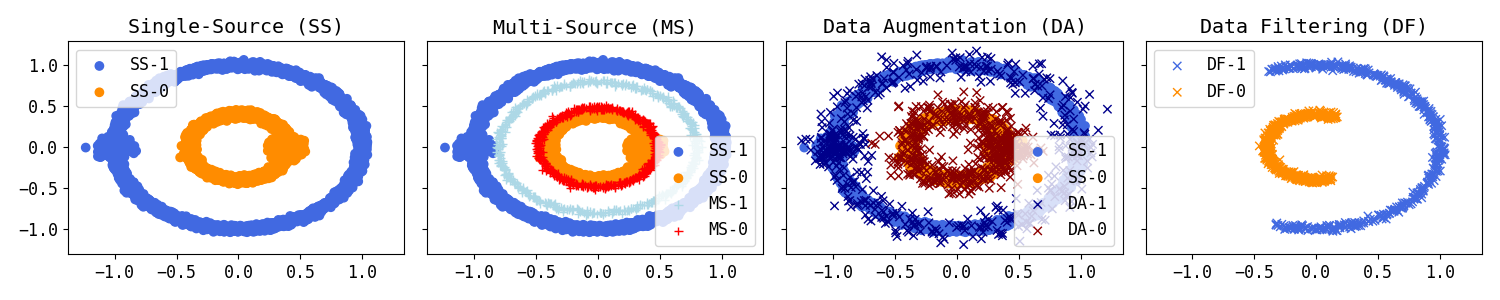 Single-Source (SS)
SS-1
SS-0
1.0
0.5
0.0
−0.5
−1.0
−1.0 −0.5 0.0 0.5 1.0
Multi-Source (MS)
SS-1
SS-0
MS-1
MS-0
−1.0 −0.5 0.0 0.5 1.0
Data Augmentation (DA)
SS-1
SS-0
DA-1
DA-0
−1.0 −0.5 0.0 0.5 1.0
Data Filtering (DF)
DF-1
DF-0
−1.0 −0.5 0.0 0.5 1.0